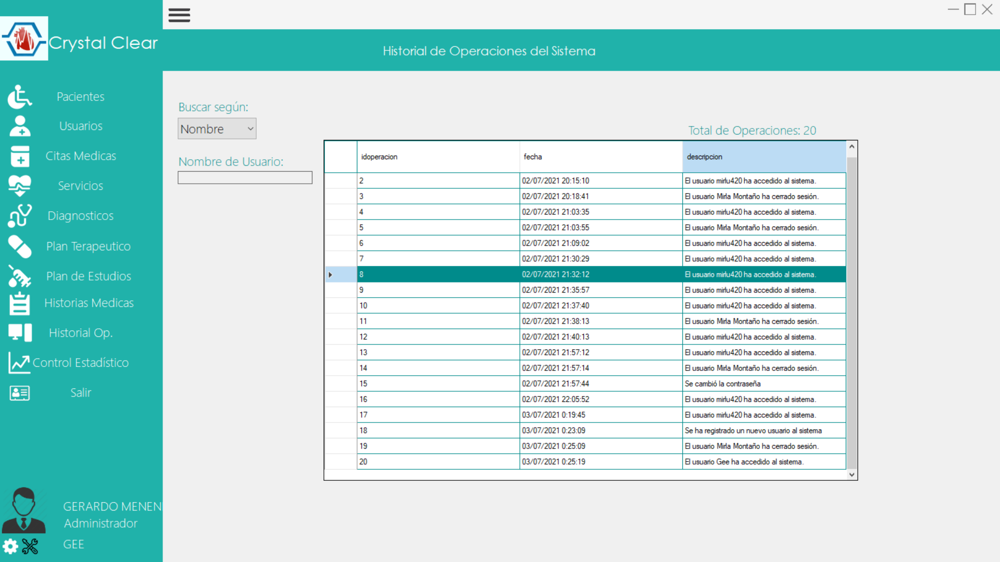 Crystal Clear
Historial de Operaciones del Sistema
Pacientes
Usuarios
Citas Medicas
Servicios
Diagnosticos
Plan Terapeutico
Plan de Estudios
Historias Medicas
Historial Op.
Control Estadístico
Salir
GERARDO MENEN
Administrador
GEE
Buscar según:
Nombre
Nombre de Usuario:
Total de Operaciones: 20
idoperacion fecha descripcion
2 02/07/2021 20:15:10 El usuario mirlu420 ha accedido al sistema.
3 02/07/2021 20:18:41 El usuario Mirla Montaño ha cerrado sesión.
4 02/07/2021 21:03:35 El usuario mirlu420 ha accedido al sistema.
5 02/07/2021 21:03:55 El usuario Mirla Montaño ha cerrado sesión.
6 02/07/2021 21:09:02 El usuario mirlu420 ha accedido al sistema.
7 02/07/2021 21:30:29 El usuario mirlu420 ha accedido al sistema.
8 02/07/2021 21:32:12 El usuario mirlu420 ha accedido al sistema.
9 02/07/2021 21:35:57 El usuario mirlu420 ha accedido al sistema.
10 02/07/2021 21:37:40 El usuario mirlu420 ha accedido al sistema.
11 02/07/2021 21:38:13 El usuario Mirla Montaño ha cerrado sesión.
12 02/07/2021 21:40:13 El usuario mirlu420 ha accedido al sistema.
13 02/07/2021 21:57:12 El usuario mirlu420 ha accedido al sistema.
14 02/07/2021 21:57:14 El usuario Mirla Montaño ha cerrado sesión.
15 02/07/2021 21:57:44 Se cambió la contraseña
16 02/07/2021 22:05:52 El usuario mirlu420 ha accedido al sistema.
17 03/07/2021 0:19:45 El usuario mirlu420 ha accedido al sistema.
18 03/07/2021 0:23:09 Se ha registrado un nuevo usuario al sistema
19 03/07/2021 0:25:09 El usuario Mirla Montaño ha cerrado sesión.
20 03/07/2021 0:25:19 El usuario Gee ha accedido al sistema.